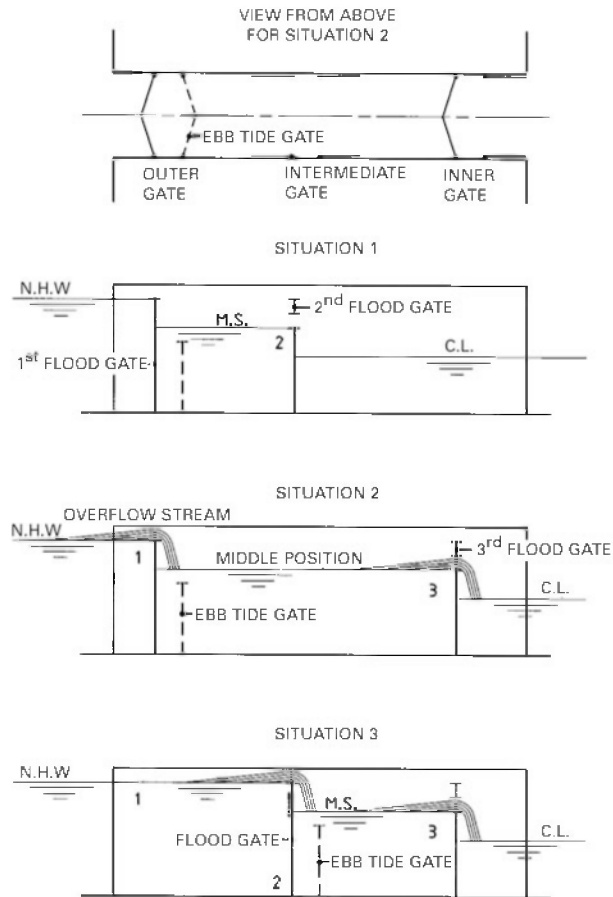 VIEW FROM ABOVE
FOR SITUATION 2
EBB TIDE GATE
OUTER
GATE
INTERMEDIATE
GATE
INNER
GATE
SITUATION 1
N.H.W
2nd FLOOD GATE
M.S.
2
C.L.
1st FLOOD GATE
SITUATION 2
OVERFLOW STREAM
N.H.W
1
MIDDLE POSITION
3rd FLOOD GATE
3
C.L.
EBB TIDE GATE
SITUATION 3
N.H.W
1
M.S.
3
C.L.
FLOOD GATE
EBB TIDE GATE
2